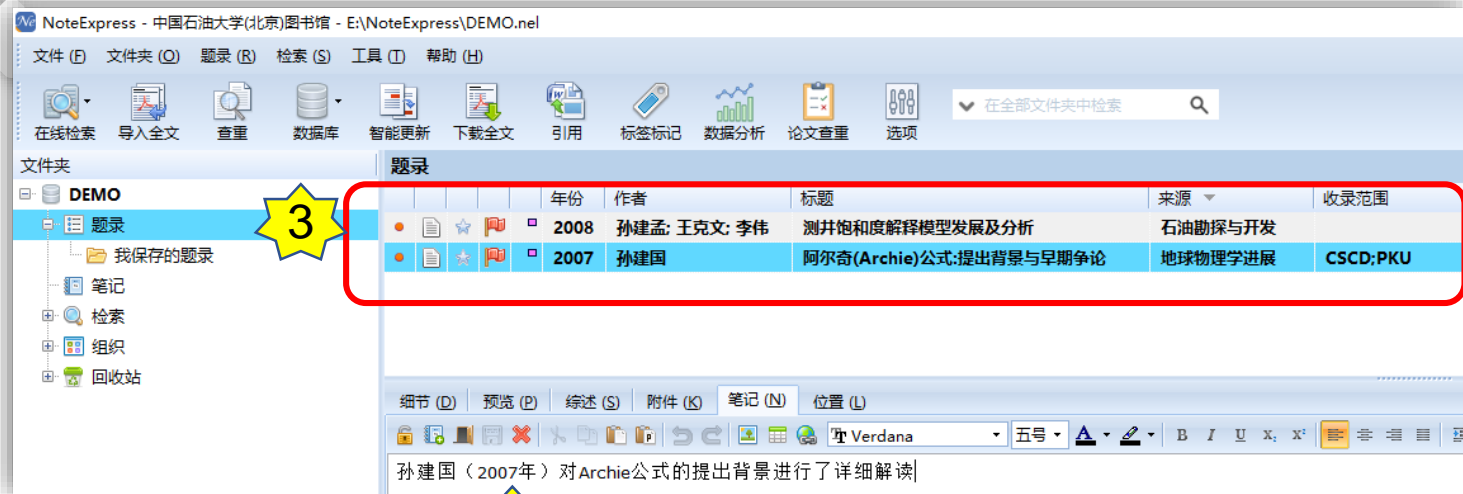 NoteExpress - 中国石油大学(北京)图书馆 - E:\NoteExpress\DEMO.nel
文件 (F) 文件夹 (O) 题录 (R) 检索 (S) 工具 (T) 帮助 (H)
在线检索 导入全文 查重 数据库 智能更新 下载全文 引用 标签标记 数据分析 论文查重 选项 在全部文件夹中检索
文件夹 题录
年份 作者 标题 来源 收录范围
2008 孙建孟; 王克文; 李伟 测井饱和度解释模型发展及分析 石油勘探与开发
2007 孙建国 阿尔奇(Archie)公式:提出背景与早期争论 地球物理学进展 CSCD;PKU
DEMO
题录
3
我保存的题录
笔记
检索
组织
回收站
细节 (D) 预览 (P) 综述 (S) 附件 (K) 笔记 (N) 位置 (L)
Verdana 五号 A B I U X₂ X²
孙建国（2007年）对Archie公式的提出背景进行了详细解读